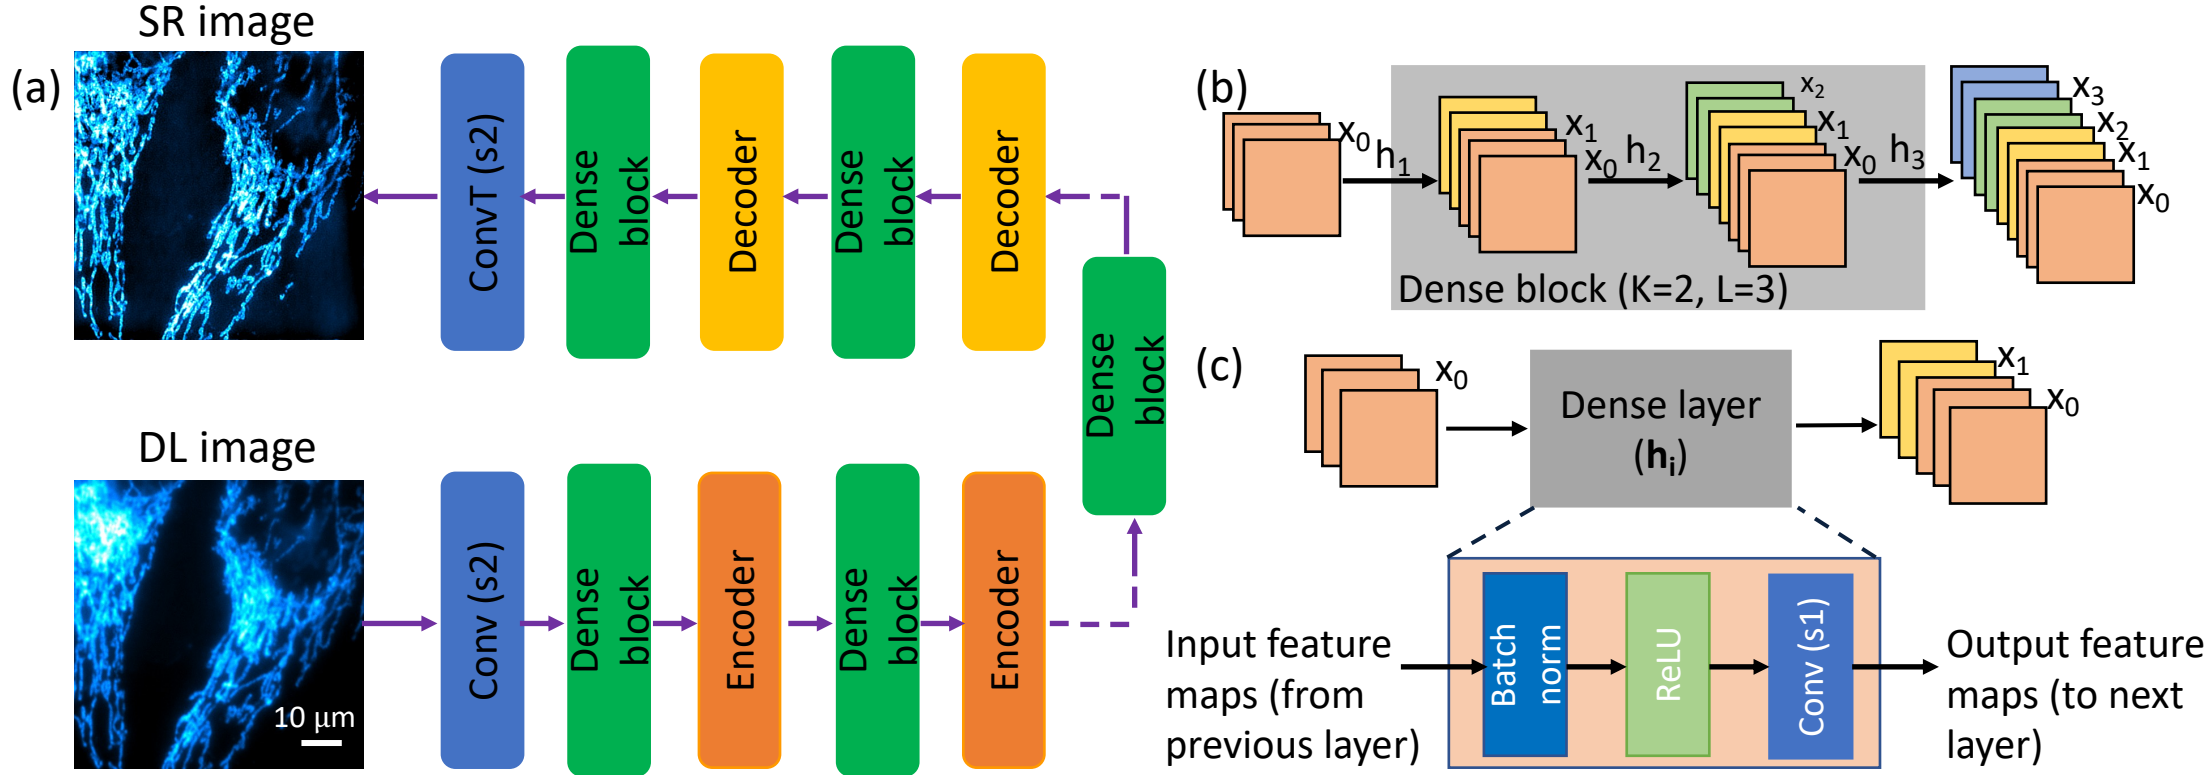 SR image
(a)
ConvT (s2)
Dense
block
Decoder
Dense
block
Decoder
Dense
block
DL image
10 μm
Conv (s2)
Dense
block
Encoder
Dense
block
Encoder
(b)
x0
h1
x1
x0
h2
x2
x1
x0
h3
x3
x2
x1
x0
Dense block (K=2, L=3)
(c)
x0
Dense layer
(hi)
x1
x0
Input feature
maps (from
previous layer)
Batch
norm
ReLU
Conv (s1)
Output feature
maps (to next
layer)